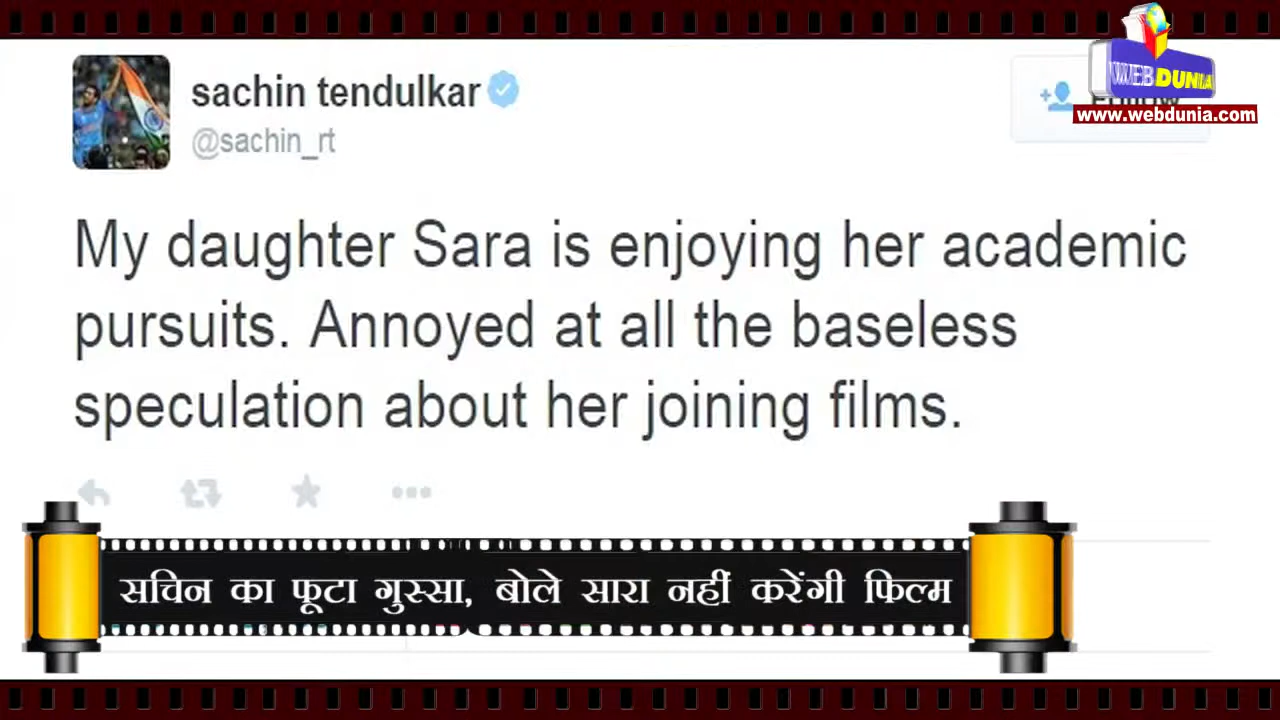 sachin tendulkar
@sachin_rt
Follow
WEBDUNIA
www.webdunia.com
My daughter Sara is enjoying her academic
pursuits. Annoyed at all the baseless
speculation about her joining films.
सचिन का फूटा गुस्सा, बोले सारा नहीं करेंगी फिल्म